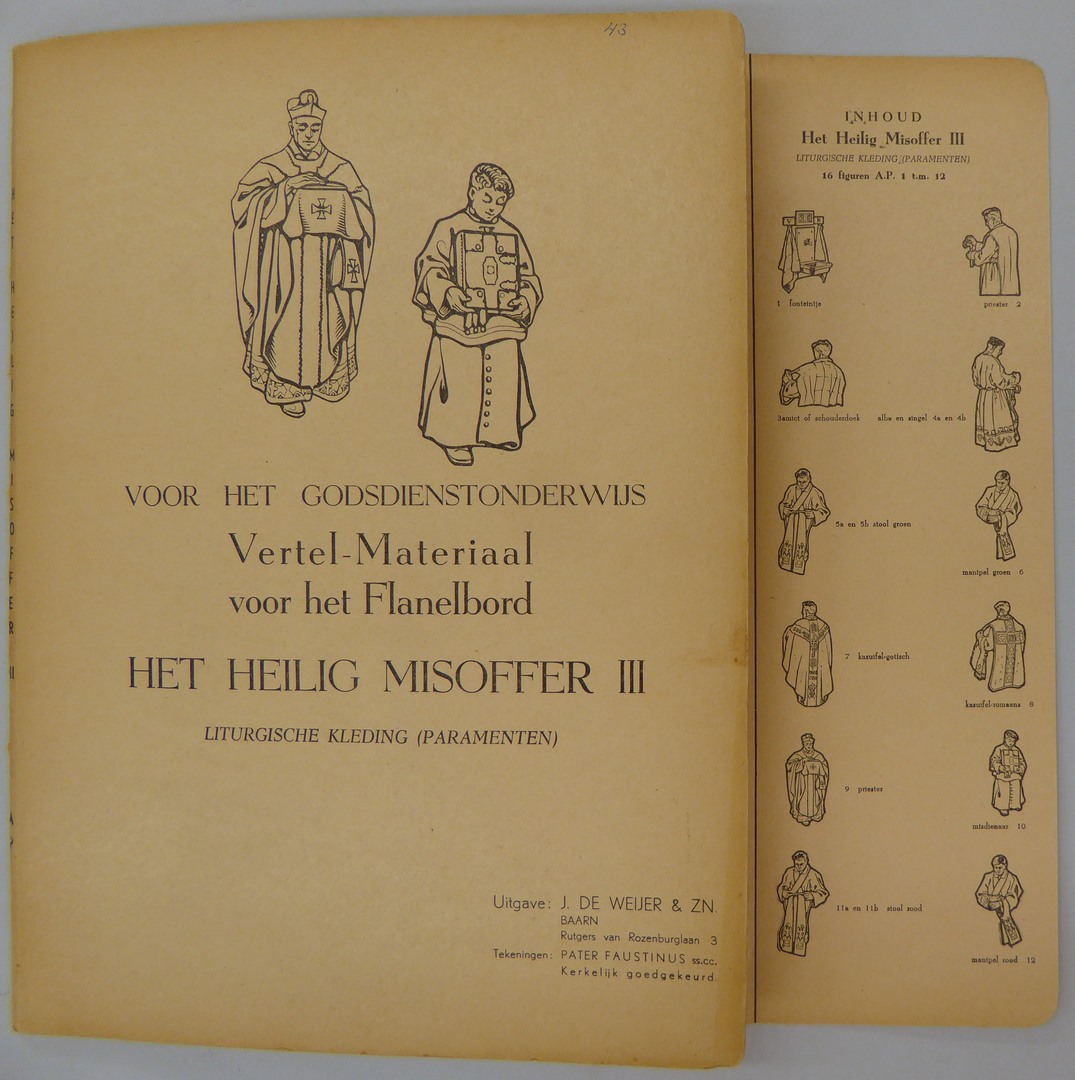 43
VOOR HET GODSDIENSTONDERWIJS
Vertel-Materiaal
voor het Flanelbord
HET HEILIG MISOFFER III
LITURGISCHE KLEDING (PARAMENTEN)
Uitgave: J. DE WEIJER & ZN.
BAARN
Rutgers van Rozenburglaan 3
Tekeningen: PATER FAUSTINUS ss.cc.
Kerkelijk goedgekeurd.
INHOUD
Het Heilig Misoffer III
LITURGISCHE KLEDING (PARAMENTEN)
16 figuren A.P. 1 t.m. 12
1 fonteintje
priester 2
3amict of schouderdoek
albe en singel 4a en 4b
5a en 5b stool groen
manipel groen 6
7 kazuifel-gotisch
kazuifel-romaans 8
9 priester
misdienaar 10
11a en 11b stool rood
manipel rood 12